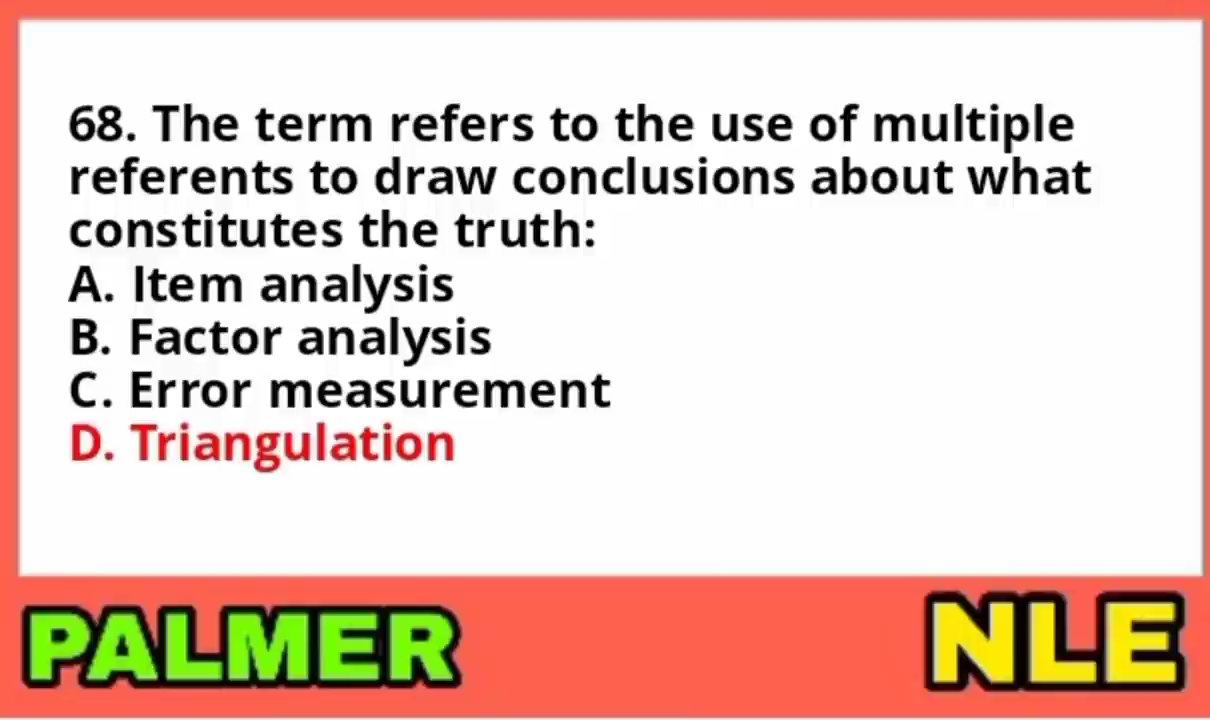 68. The term refers to the use of multiple
referents to draw conclusions about what
constitutes the truth:
A. Item analysis
B. Factor analysis
C. Error measurement
D. Triangulation
PALMER
NLE